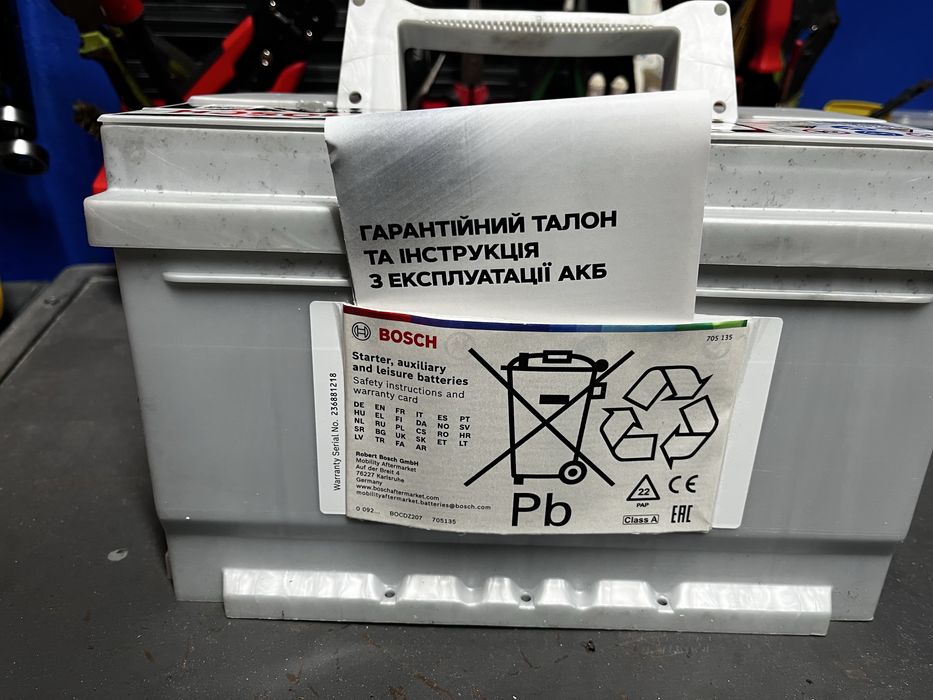 BOSCH
ГАРАНТІЙНИЙ ТАЛОН
ТА ІНСТРУКЦІЯ
З ЕКСПЛУАТАЦІЇ АКБ
BOSCH
705 135
Starter, auxiliary
and leisure batteries
Safety instructions and
warranty card
DE EN FR IT ES PT
HU EL FI DA NO SV
NL RU PL CS RO HR
SR BG UK SK ET LT
LV TR FA AR
Robert Bosch GmbH
Mobility Aftermarket
Auf der Breit 4
76227 Karlsruhe
Germany
www.boschaftermarket.com
mobilityaftermarket.batteries@bosch.com
0 092... BOCDZ207 705135
Warranty Serial No. 236881218
Pb
22
PAP
CE
Class A
EAC